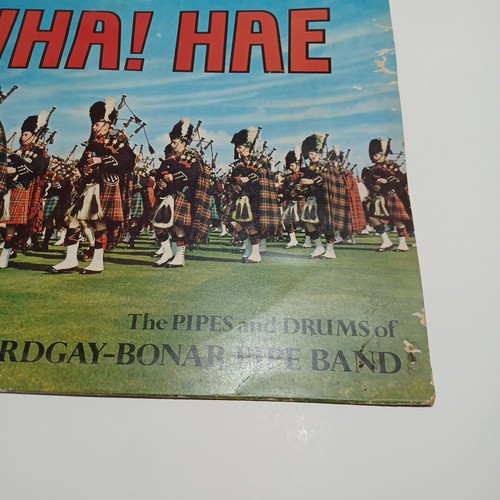 WHA! HAE
The PIPES and DRUMS of
RDGAY-BONAR PIPE BAND